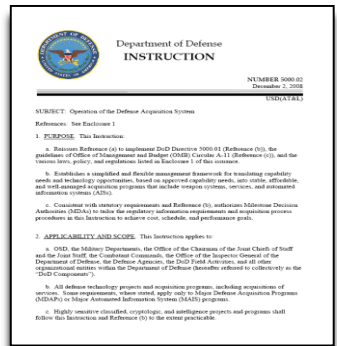 Department of Defense
INSTRUCTION
NUMBER 5000.02
December 2, 2008
USD(AT&L)
SUBJECT: Operation of the Defense Acquisition System
References: See Enclosure 1
1. PURPOSE. This Instruction:
a. Reissues Reference (a) to implement DoD Directive 5000.01 (Reference (b)), the
guidelines of Office of Management and Budget (OMB) Circular A-11 (Reference (c)), and the
various laws, policy, and regulations listed in Enclosure 1 of this issuance.
b. Establishes a simplified and flexible management framework for translating capability
needs and technology opportunities, based on approved capability needs, into stable, affordable,
and well-managed acquisition programs that include weapon systems, services, and automated
information systems (AISs).
c. Consistent with statutory requirements and Reference (b), authorizes Milestone Decision
Authorities (MDAs) to tailor the regulatory information requirements and acquisition process
procedures in this Instruction to achieve cost, schedule, and performance goals.
2. APPLICABILITY AND SCOPE. This Instruction applies to:
a. OSD, the Military Departments, the Office of the Chairman of the Joint Chiefs of Staff
and the Joint Staff, the Combatant Commands, the Office of the Inspector General of the
Department of Defense, the Defense Agencies, the DoD Field Activities, and all other
organizational entities within the Department of Defense (hereafter referred to collectively as the
"DoD Components").
b. All defense technology projects and acquisition programs, including acquisitions of
services. Some requirements, where stated, apply only to Major Defense Acquisition Programs
(MDAPs) or Major Automated Information System (MAIS) programs.
c. Highly sensitive classified, cryptologic, and intelligence projects and programs shall
follow this Instruction and Reference (b) to the extent practicable.